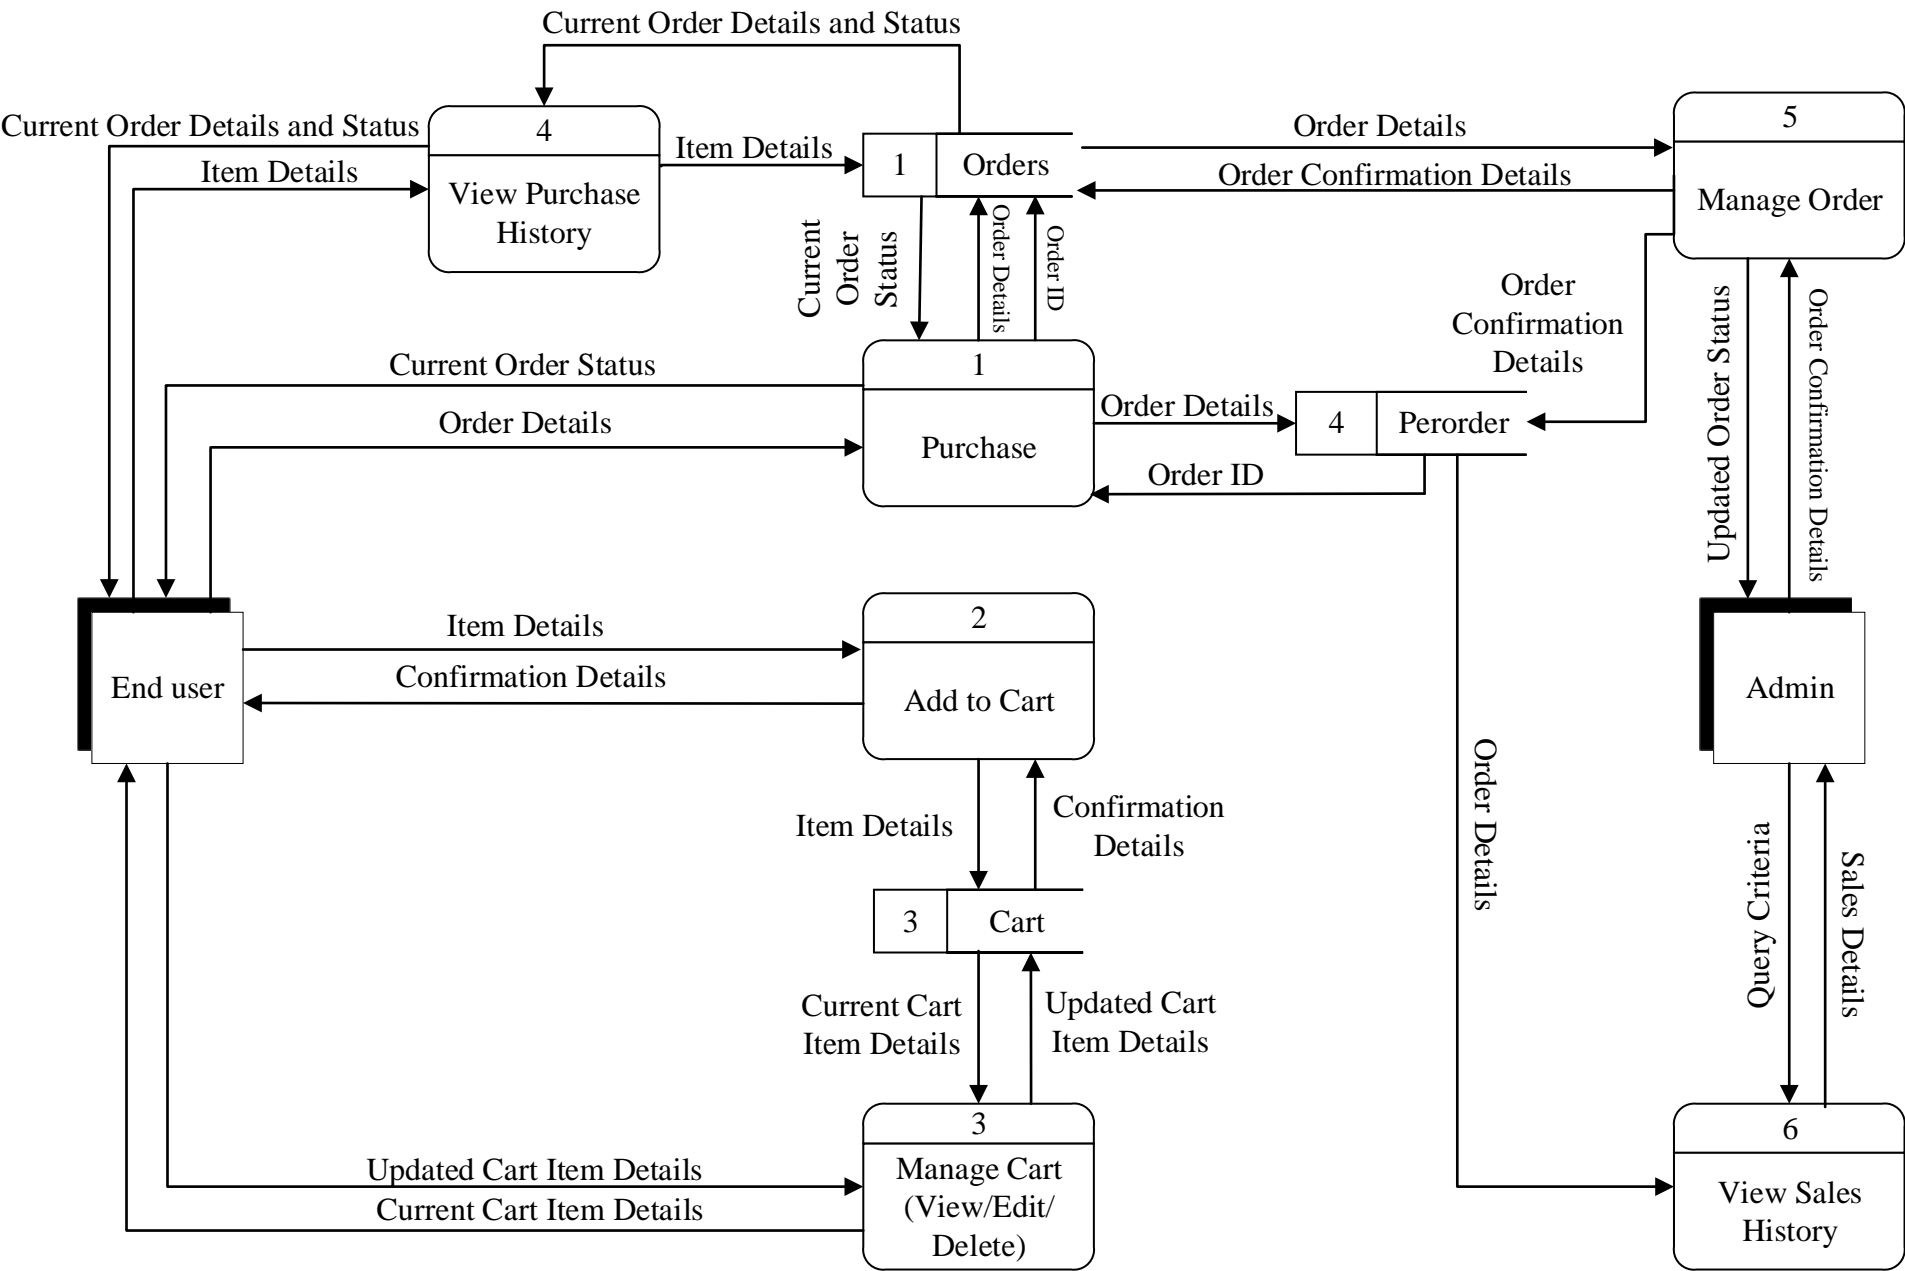 Current Order Details and Status
Current Order Details and Status
Item Details
4
View Purchase
History
Item Details
1
Orders
Order Details
Order Confirmation Details
5
Manage Order
Current
Order
Status
Order Details
Order ID
Order
Confirmation
Details
Updated Order Status
Order Confirmation Details
Current Order Status
Order Details
1
Purchase
Order Details
Order ID
4
Perorder
End user
Item Details
Confirmation Details
2
Add to Cart
Admin
Item Details
Confirmation
Details
Order Details
Query Criteria
Sales Details
3
Cart
Current Cart
Item Details
Updated Cart
Item Details
Updated Cart Item Details
Current Cart Item Details
3
Manage Cart
(View/Edit/
Delete)
6
View Sales
History